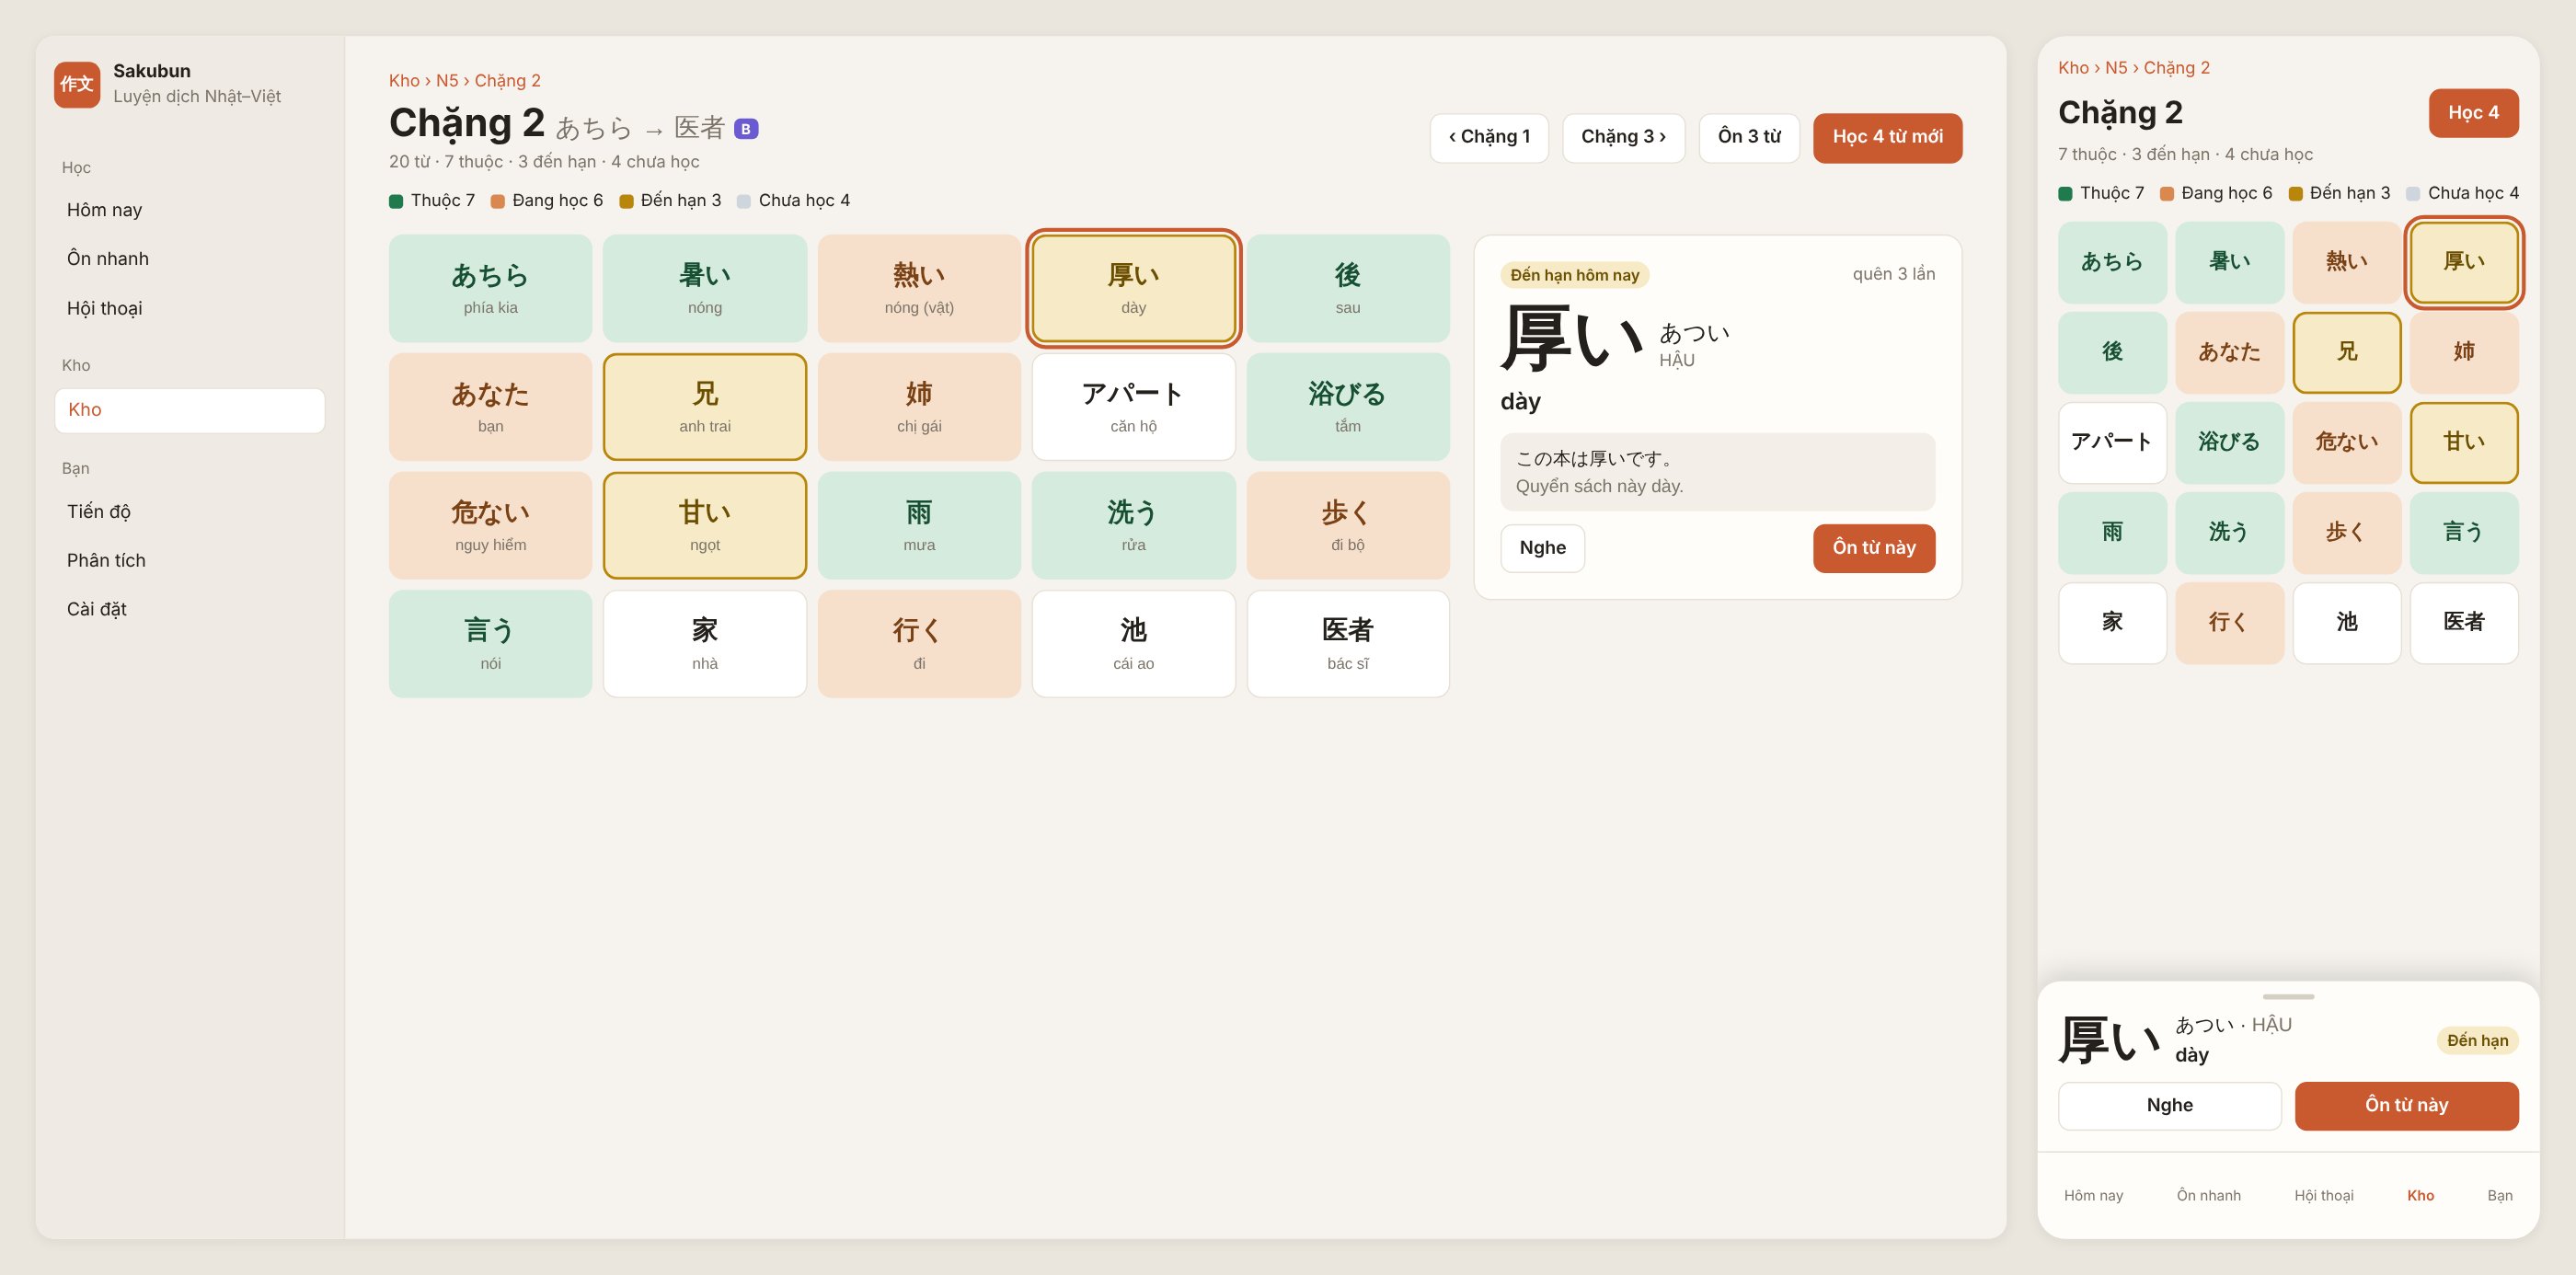 作文
Sakubun
Luyện dịch Nhật–Việt
Học
Hôm nay
Ôn nhanh
Hội thoại
Kho
Kho
Bạn
Tiến độ
Phân tích
Cài đặt
Kho › N5 › Chặng 2
Chặng 2 あちら → 医者 B
20 từ · 7 thuộc · 3 đến hạn · 4 chưa học
‹ Chặng 1
Chặng 3 ›
Ôn 3 từ
Học 4 từ mới
Thuộc 7 Đang học 6 Đến hạn 3 Chưa học 4
あちら
phía kia
暑い
nóng
熱い
nóng (vật)
厚い
dày
後
sau
あなた
bạn
兄
anh trai
姉
chị gái
アパート
căn hộ
浴びる
tắm
危ない
nguy hiểm
甘い
ngọt
雨
mưa
洗う
rửa
歩く
đi bộ
言う
nói
家
nhà
行く
đi
池
cái ao
医者
bác sĩ
Đến hạn hôm nay
quên 3 lần
厚い
あつい
HẬU
dày
この本は厚いです。
Quyển sách này dày.
Nghe
Ôn từ này
Kho › N5 › Chặng 2
Chặng 2
Học 4
7 thuộc · 3 đến hạn · 4 chưa học
Thuộc 7 Đang học 6 Đến hạn 3 Chưa học 4
あちら
暑い
熱い
厚い
後
あなた
兄
姉
アパート
浴びる
危ない
甘い
雨
洗う
歩く
言う
家
行く
池
医者
厚い
あつい · HẬU
dày
Đến hạn
Nghe
Ôn từ này
Hôm nay
Ôn nhanh
Hội thoại
Kho
Bạn